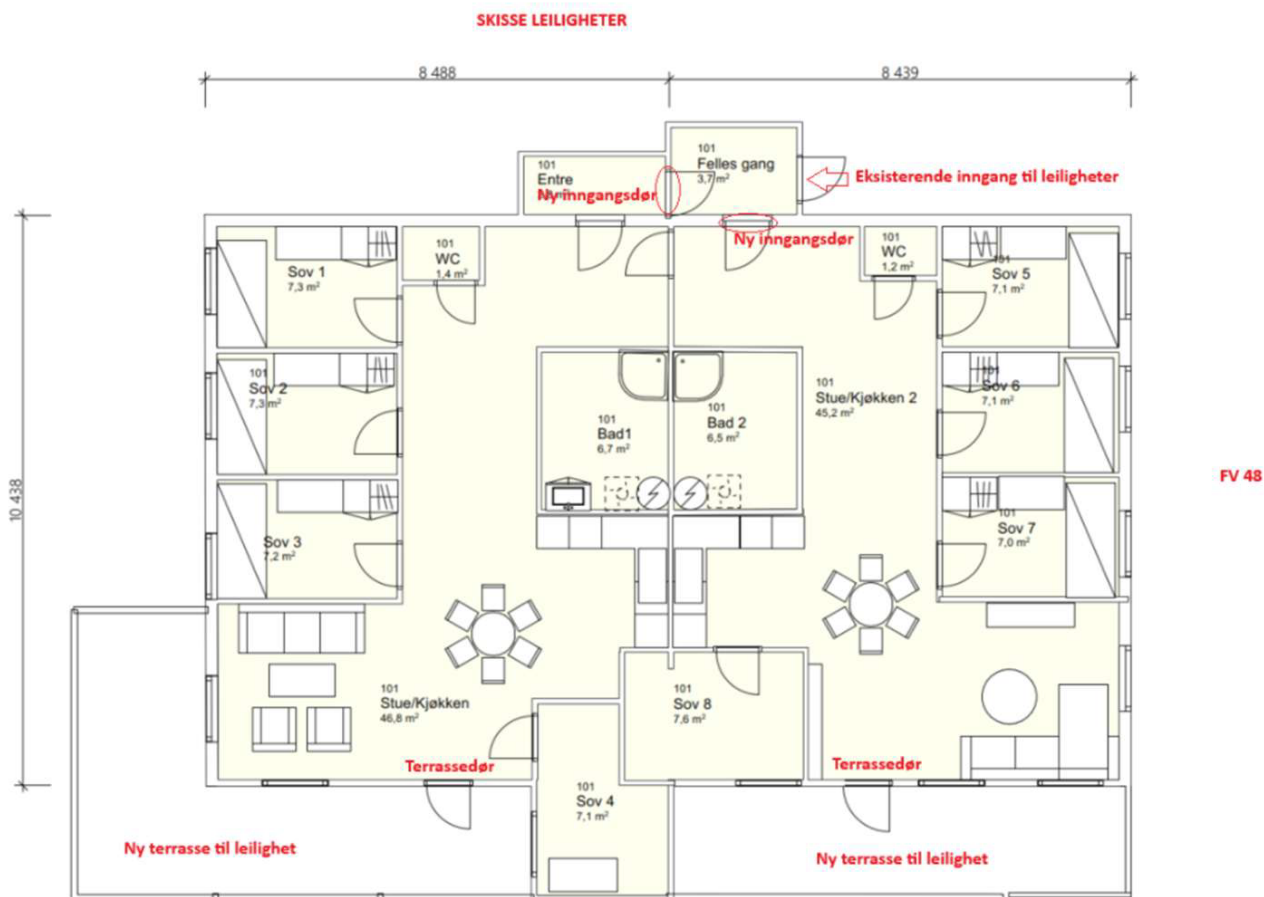 SKISSE LEILIGHETER
8 488
8 439
101
Felles gang
3,7 m²
101
Entre
Ny inngangsdør
Eksisterende inngang til leiligheter
Ny inngangsdør
Sov 1
7,3 m²
101
WC
1,4 m²
101
WC
1,2 m²
101
Sov 5
7,1 m²
101
Sov 2
7,3 m²
101
Bad1
6,7 m²
101
Bad 2
6,5 m²
101
Stue/Kjøkken 2
45,2 m²
101
Sov 6
7,1 m²
10 438
FV 48
Sov 3
7,2 m²
101
Sov 7
7,0 m²
101
Stue/Kjøkken
46,8 m²
101
Sov 8
7,6 m²
Terrassedør
Terrassedør
101
Sov 4
7,1 m²
Ny terrasse til leilighet
Ny terrasse til leilighet